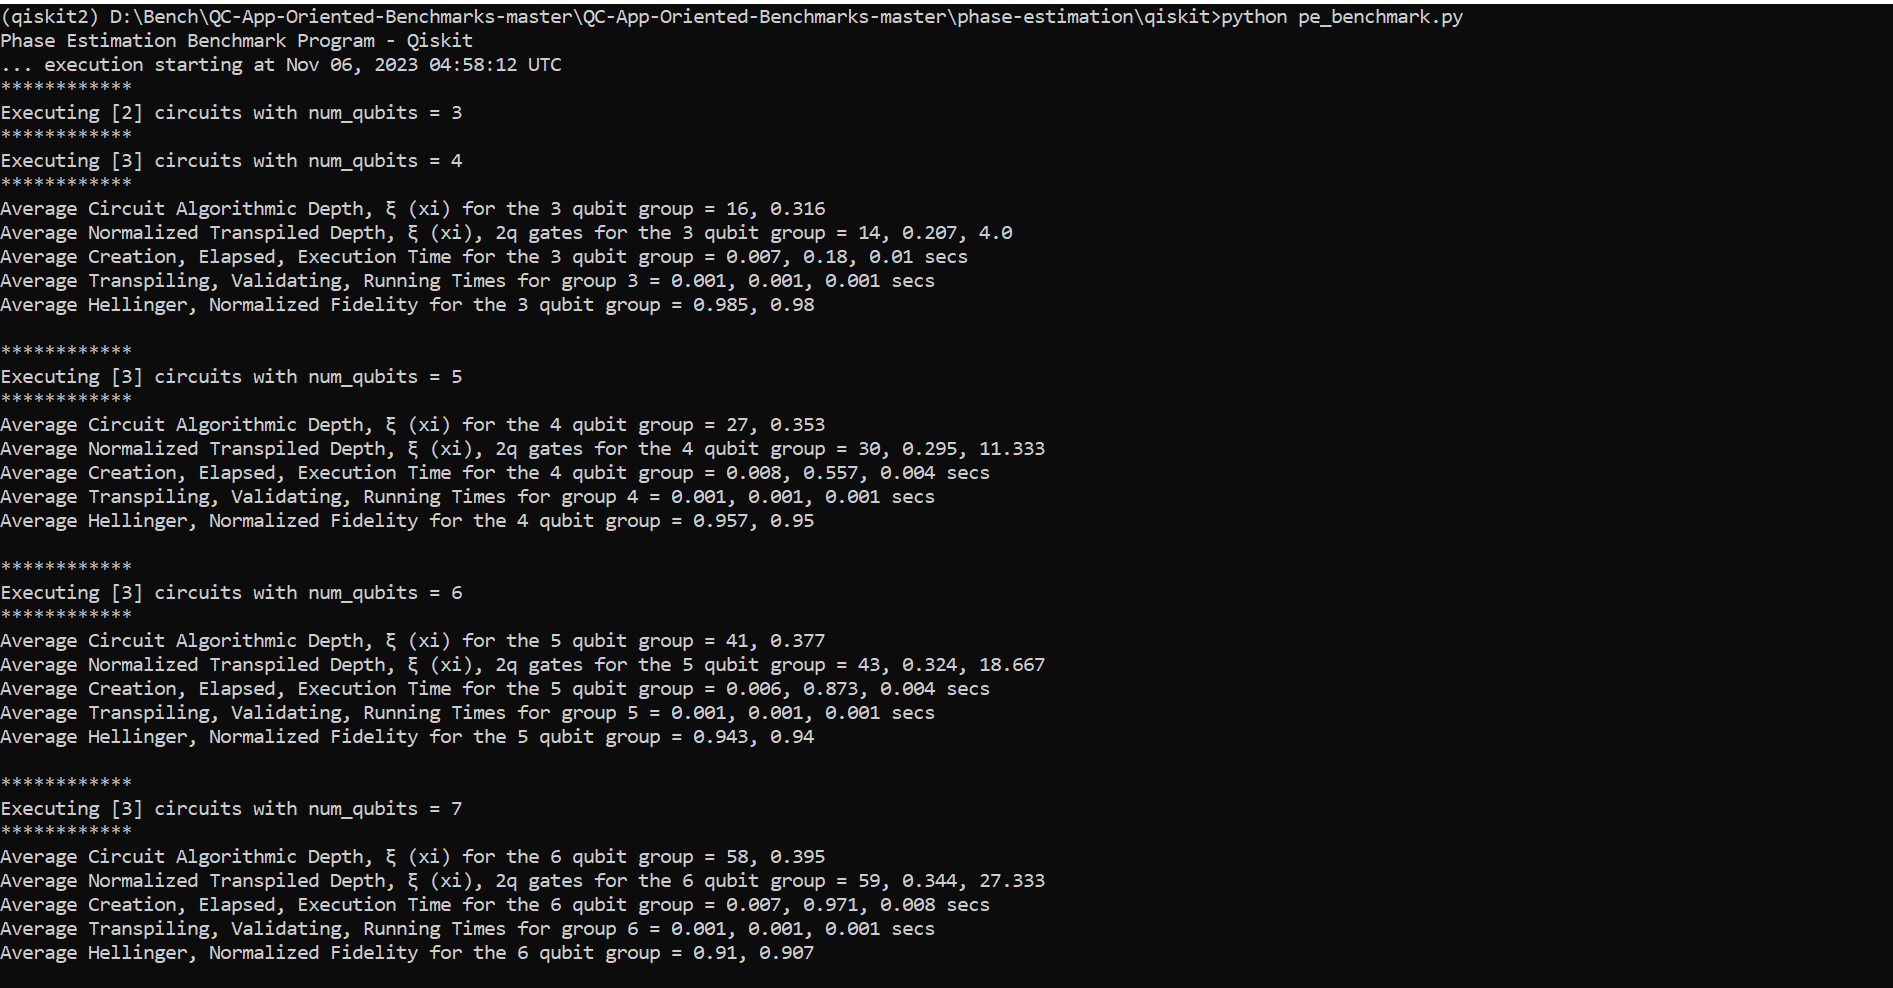 (qiskit2) D:\Bench\QC-App-Oriented-Benchmarks-master\QC-App-Oriented-Benchmarks-master\phase-estimation\qiskit>python pe_benchmark.py
Phase Estimation Benchmark Program - Qiskit
... execution starting at Nov 06, 2023 04:58:12 UTC
************
Executing [2] circuits with num_qubits = 3
************
Executing [3] circuits with num_qubits = 4
************
Average Circuit Algorithmic Depth, ξ (xi) for the 3 qubit group = 16, 0.316
Average Normalized Transpiled Depth, ξ (xi), 2q gates for the 3 qubit group = 14, 0.207, 4.0
Average Creation, Elapsed, Execution Time for the 3 qubit group = 0.007, 0.18, 0.01 secs
Average Transpiling, Validating, Running Times for group 3 = 0.001, 0.001, 0.001 secs
Average Hellinger, Normalized Fidelity for the 3 qubit group = 0.985, 0.98

************
Executing [3] circuits with num_qubits = 5
************
Average Circuit Algorithmic Depth, ξ (xi) for the 4 qubit group = 27, 0.353
Average Normalized Transpiled Depth, ξ (xi), 2q gates for the 4 qubit group = 30, 0.295, 11.333
Average Creation, Elapsed, Execution Time for the 4 qubit group = 0.008, 0.557, 0.004 secs
Average Transpiling, Validating, Running Times for group 4 = 0.001, 0.001, 0.001 secs
Average Hellinger, Normalized Fidelity for the 4 qubit group = 0.957, 0.95

************
Executing [3] circuits with num_qubits = 6
************
Average Circuit Algorithmic Depth, ξ (xi) for the 5 qubit group = 41, 0.377
Average Normalized Transpiled Depth, ξ (xi), 2q gates for the 5 qubit group = 43, 0.324, 18.667
Average Creation, Elapsed, Execution Time for the 5 qubit group = 0.006, 0.873, 0.004 secs
Average Transpiling, Validating, Running Times for group 5 = 0.001, 0.001, 0.001 secs
Average Hellinger, Normalized Fidelity for the 5 qubit group = 0.943, 0.94

************
Executing [3] circuits with num_qubits = 7
************
Average Circuit Algorithmic Depth, ξ (xi) for the 6 qubit group = 58, 0.395
Average Normalized Transpiled Depth, ξ (xi), 2q gates for the 6 qubit group = 59, 0.344, 27.333
Average Creation, Elapsed, Execution Time for the 6 qubit group = 0.007, 0.971, 0.008 secs
Average Transpiling, Validating, Running Times for group 6 = 0.001, 0.001, 0.001 secs
Average Hellinger, Normalized Fidelity for the 6 qubit group = 0.91, 0.907